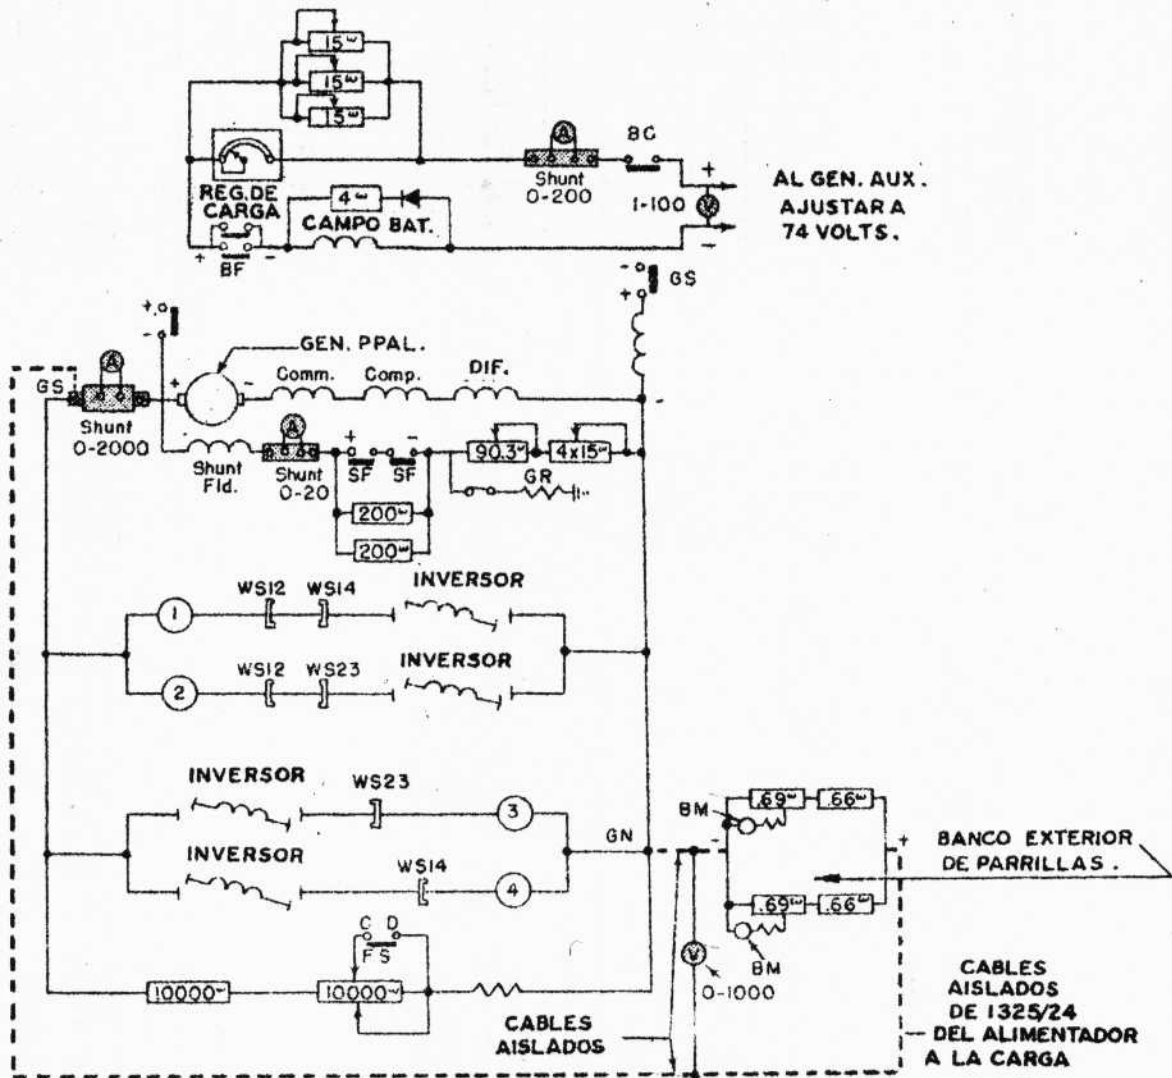 15ω
15ω
15ω
REG. DE
CARGA
+ BF -
4ω
CAMPO BAT.
A
Shunt
0-200
BC
+
1-100 V
-
AL GEN. AUX.
AJUSTAR A
74 VOLTS.
- GS
+
+
-
GEN. PPAL.
GS
A
Shunt
0-2000
+ -
Comm.
Comp.
DIF.
-
Shunt
Fld.
A
Shunt
0-20
+ -
SF SF
200ω
200ω
90.3ω
4x15ω
GR
1
WS12
WS14
INVERSOR
2
WS12
WS23
INVERSOR
INVERSOR
WS23
3
INVERSOR
WS14
4
GN
-
BM
.69ω
.66ω
+
.69ω
.66ω
BM
BANCO EXTERIOR
DE PARRILLAS.
C D
FS
10000ω
10000ω
V
0-1000
CABLES
AISLADOS
CABLES
AISLADOS
DE 1325/24
DEL ALIMENTADOR
A LA CARGA